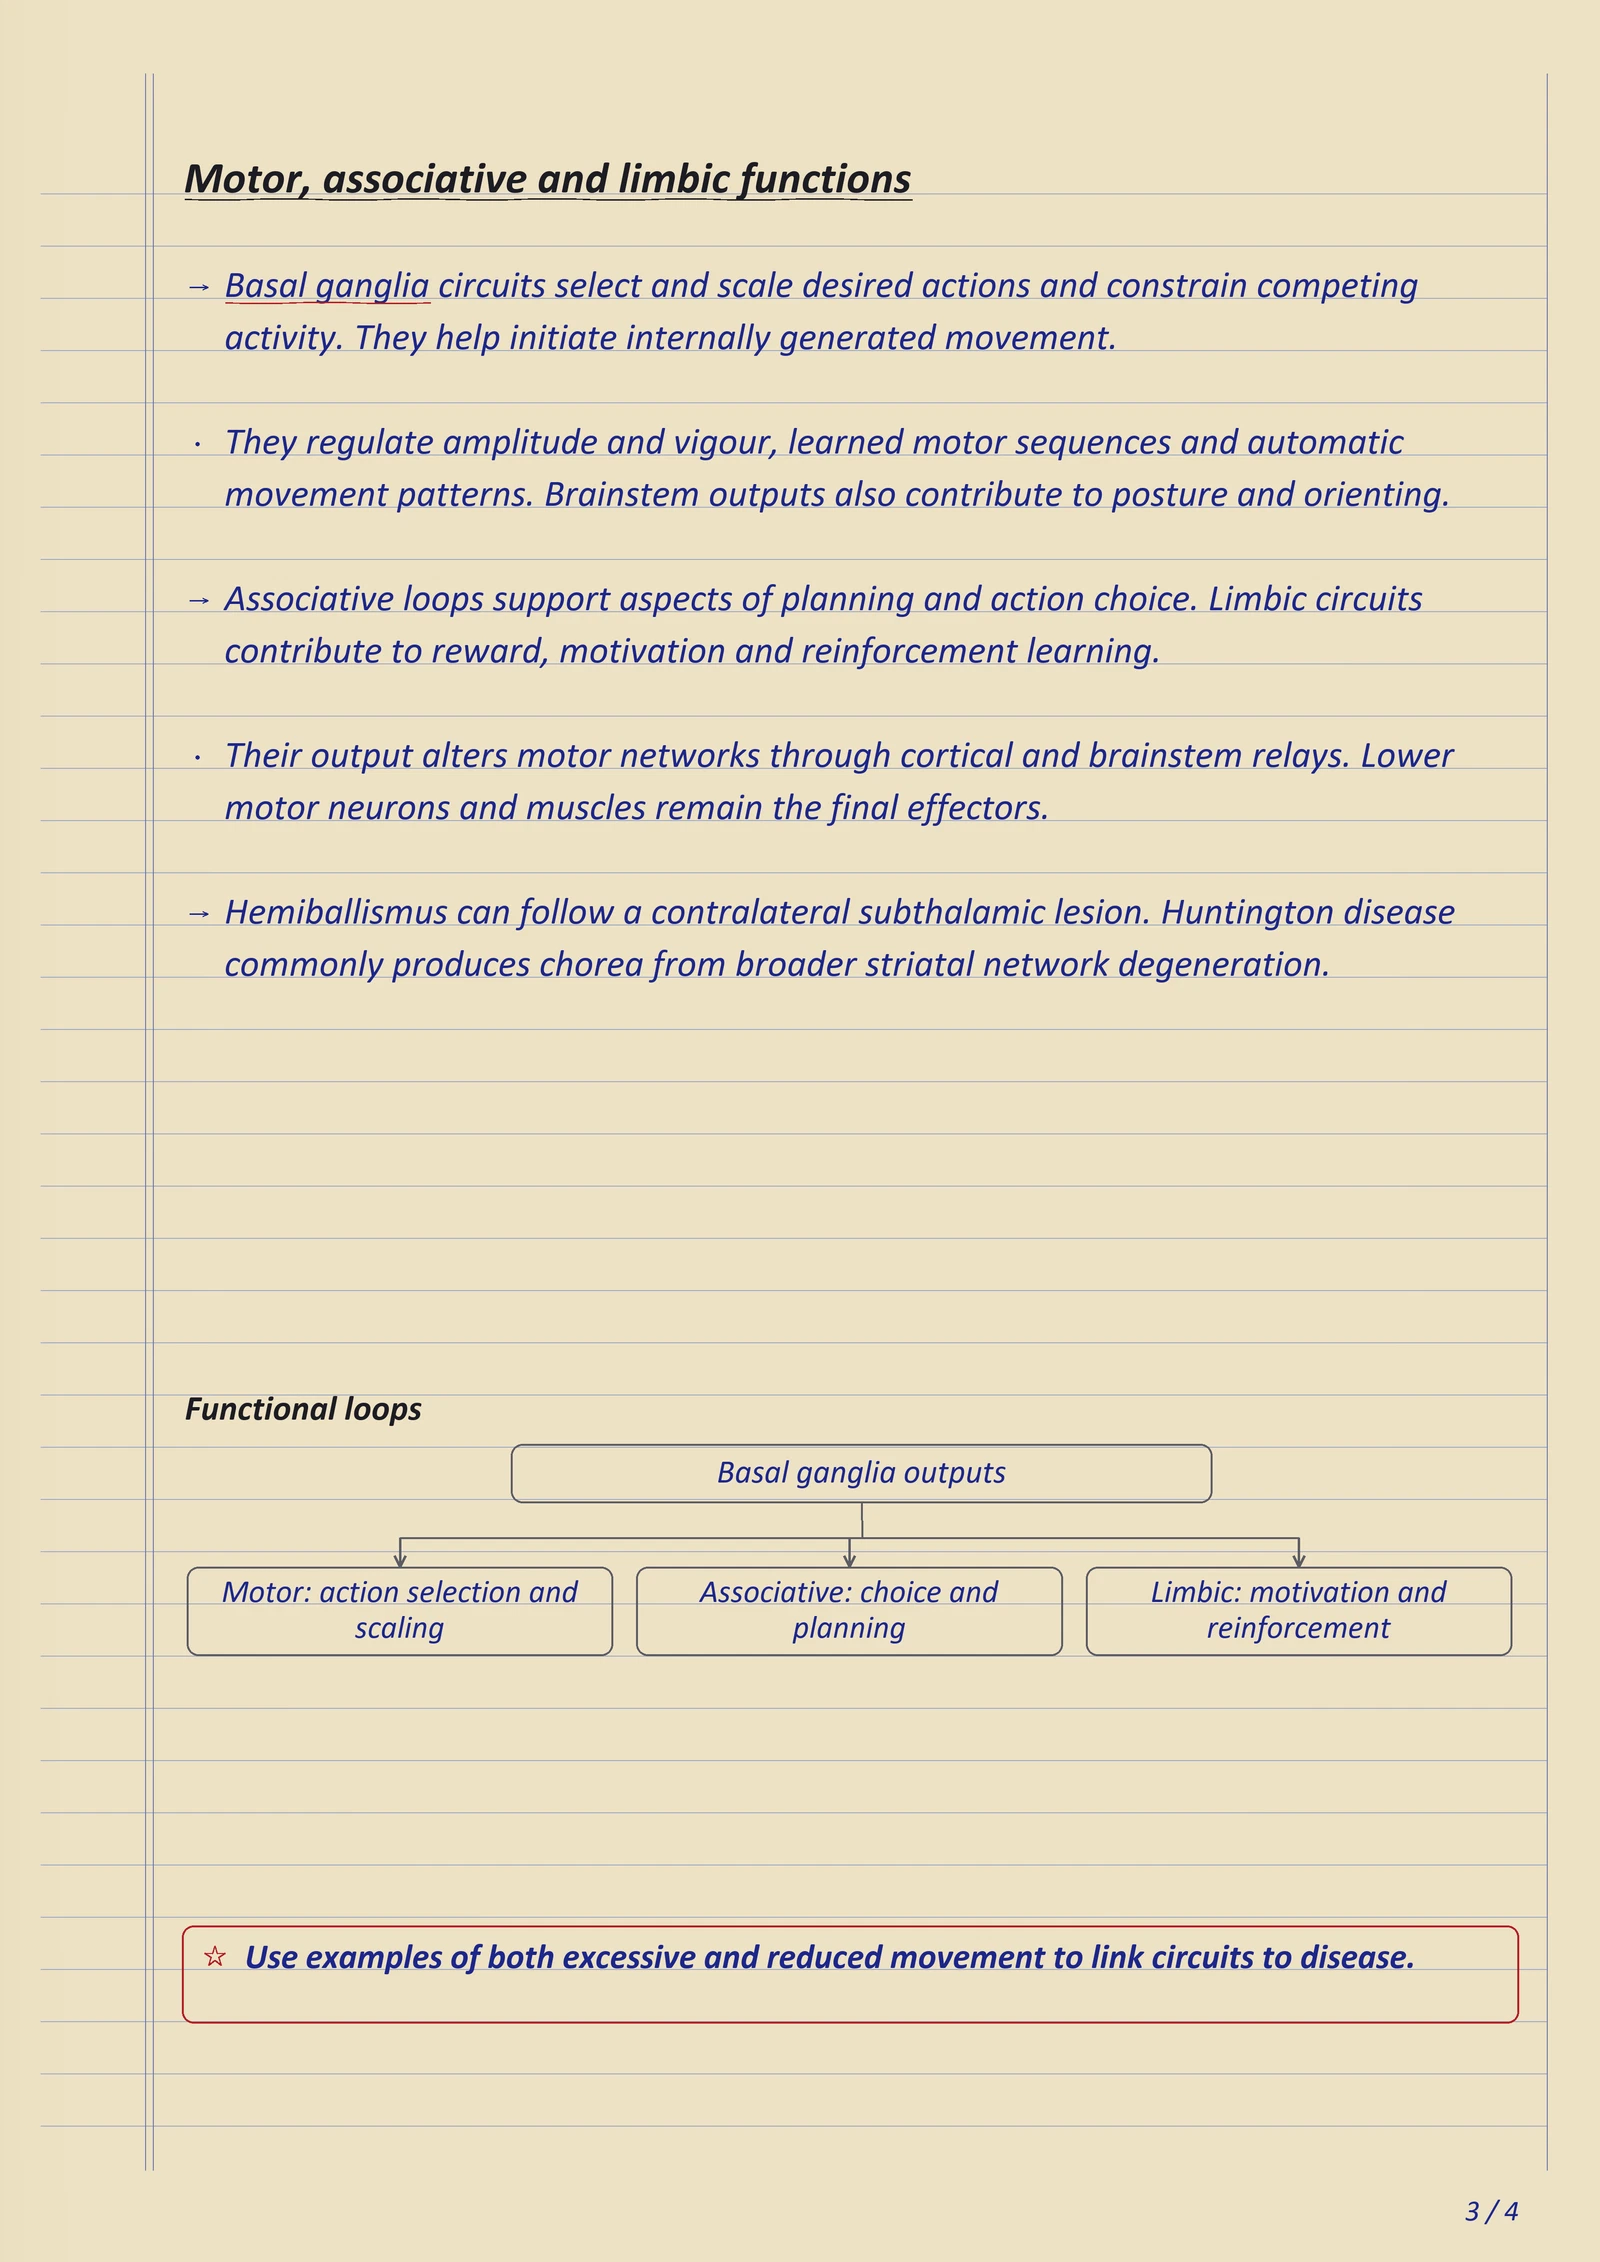 Motor, associative and limbic functions
→ Basal ganglia circuits select and scale desired actions and constrain competing
activity. They help initiate internally generated movement.
· They regulate amplitude and vigour, learned motor sequences and automatic
movement patterns. Brainstem outputs also contribute to posture and orienting.
→ Associative loops support aspects of planning and action choice. Limbic circuits
contribute to reward, motivation and reinforcement learning.
· Their output alters motor networks through cortical and brainstem relays. Lower
motor neurons and muscles remain the final effectors.
→ Hemiballismus can follow a contralateral subthalamic lesion. Huntington disease
commonly produces chorea from broader striatal network degeneration.
Functional loops
Basal ganglia outputs
Motor: action selection and
scaling
Associative: choice and
planning
Limbic: motivation and
reinforcement
☆ Use examples of both excessive and reduced movement to link circuits to disease.
3 / 4